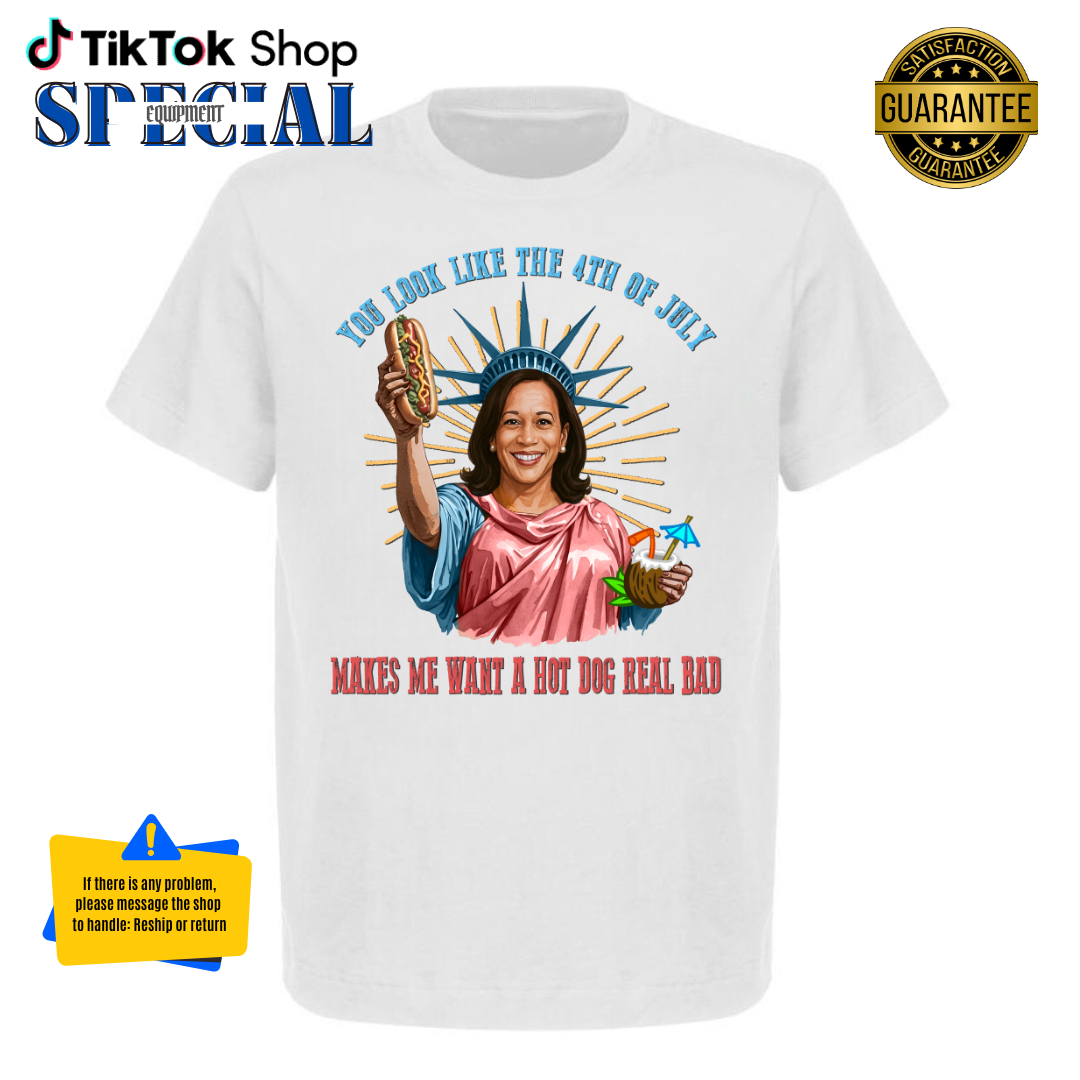 TikTok Shop
SPECIAL
EQUIPMENT
SATISFACTION
GUARANTEE
GUARANTEE
YOU LOOK LIKE THE 4TH OF JULY
MAKES ME WANT A HOT DOG REAL BAD
If there is any problem,
please message the shop
to handle: Reship or return